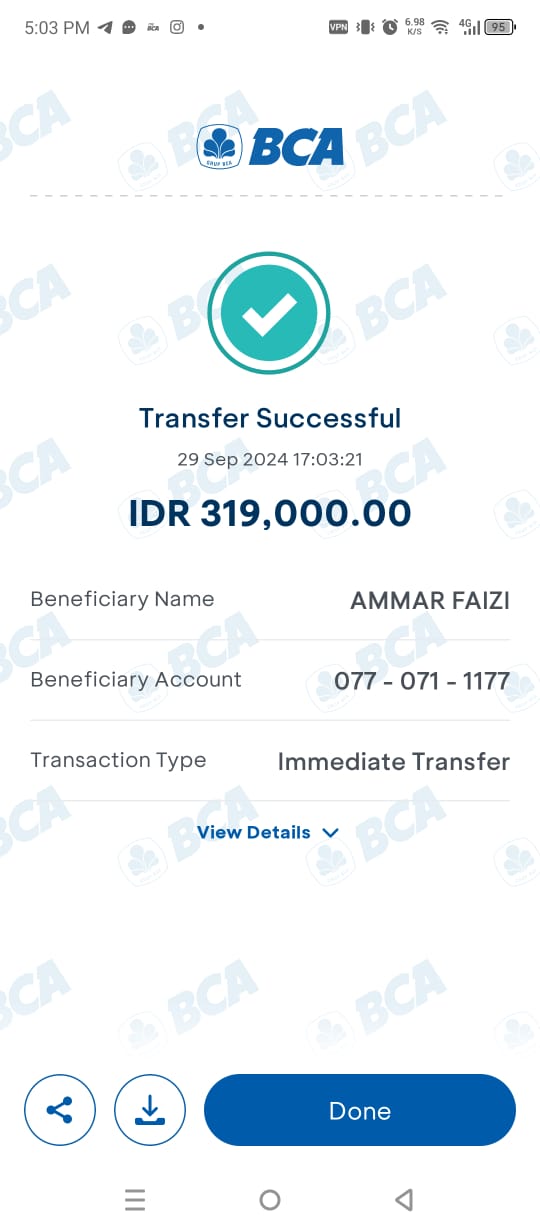 5:03 PM
VPN 6.98 K/S 4G 95
BCA
Transfer Successful
29 Sep 2024 17:03:21
IDR 319,000.00
Beneficiary Name AMMAR FAIZI
Beneficiary Account 077 - 071 - 1177
Transaction Type Immediate Transfer
View Details
Done